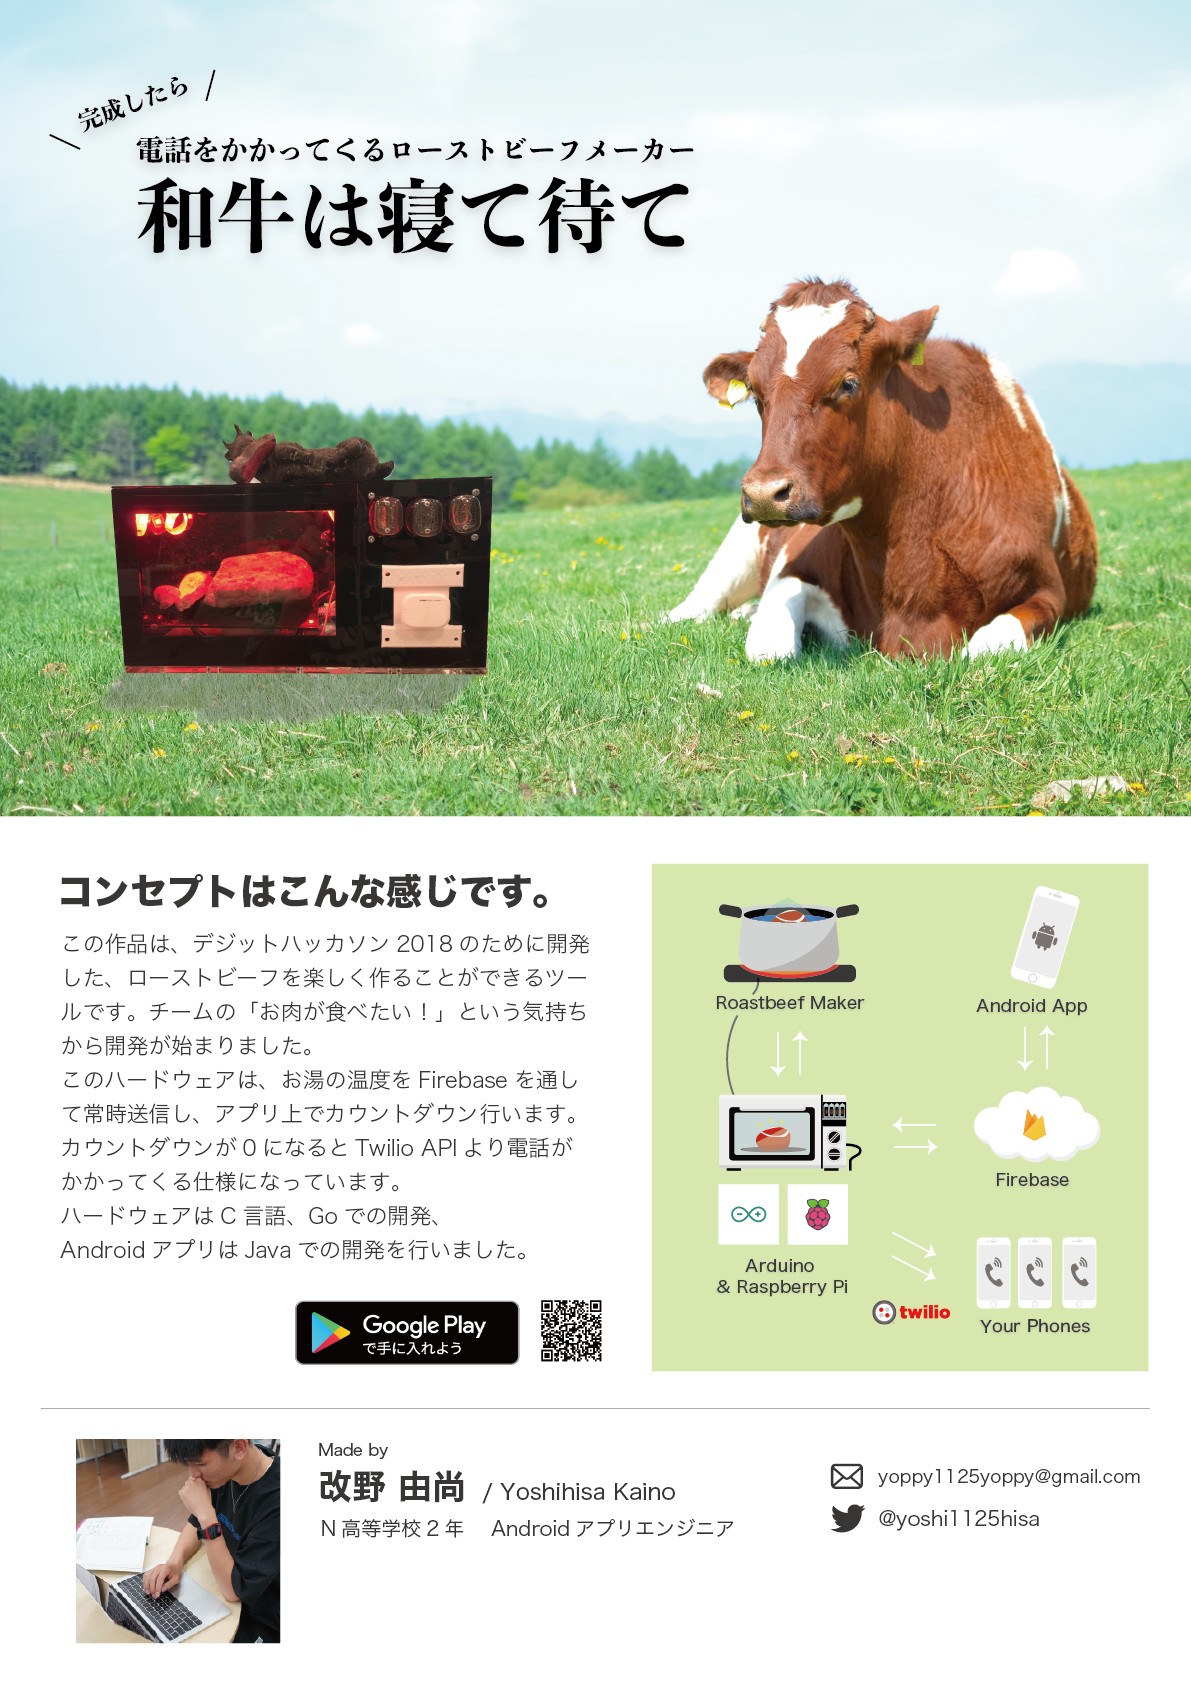 完成したら
電話をかかってくるローストビーフメーカー
和牛は寝て待て
コンセプトはこんな感じです。
この作品は、デジットハッカソン 2018 のために開発
した、ローストビーフを楽しく作ることができるツー
ルです。チームの「お肉が食べたい！」という気持ち
から開発が始まりました。
このハードウェアは、お湯の温度を Firebase を通し
て常時送信し、アプリ上でカウントダウン行います。
カウントダウンが 0 になると Twilio API より電話が
かかってくる仕様になっています。
ハードウェアは C 言語、Go での開発、
Android アプリは Java での開発を行いました。
Google Play
で手に入れよう
Roastbeef Maker
Android App
Firebase
Arduino
& Raspberry Pi
twilio
Your Phones
Made by
改野 由尚 / Yoshihisa Kaino
N 高等学校 2 年 Android アプリエンジニア
yoppy1125yoppy@gmail.com
@yoshi1125hisa